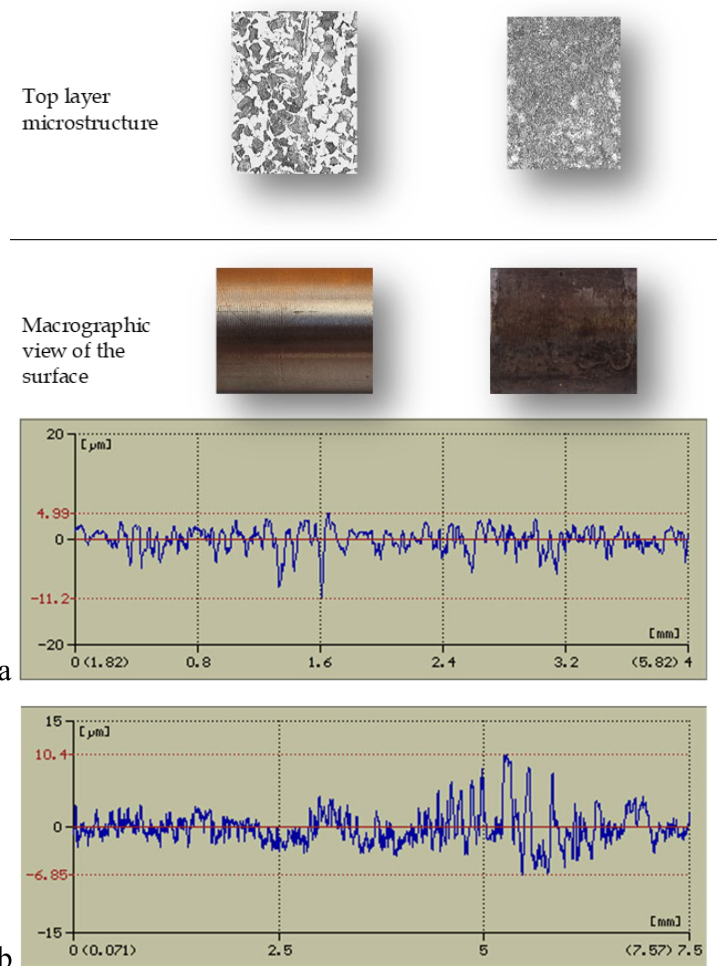 Top layer
microstructure
Macrographic
view of the
surface
20
[µm]
4.99
0
-11.2
-20
[mm]
0(1.82) 0.8 1.6 2.4 3.2 (5.82) 4
a
15
[µm]
10.4
0
-6.85
-15
[mm]
0(0.071) 2.5 5 (7.57) 7.5
b